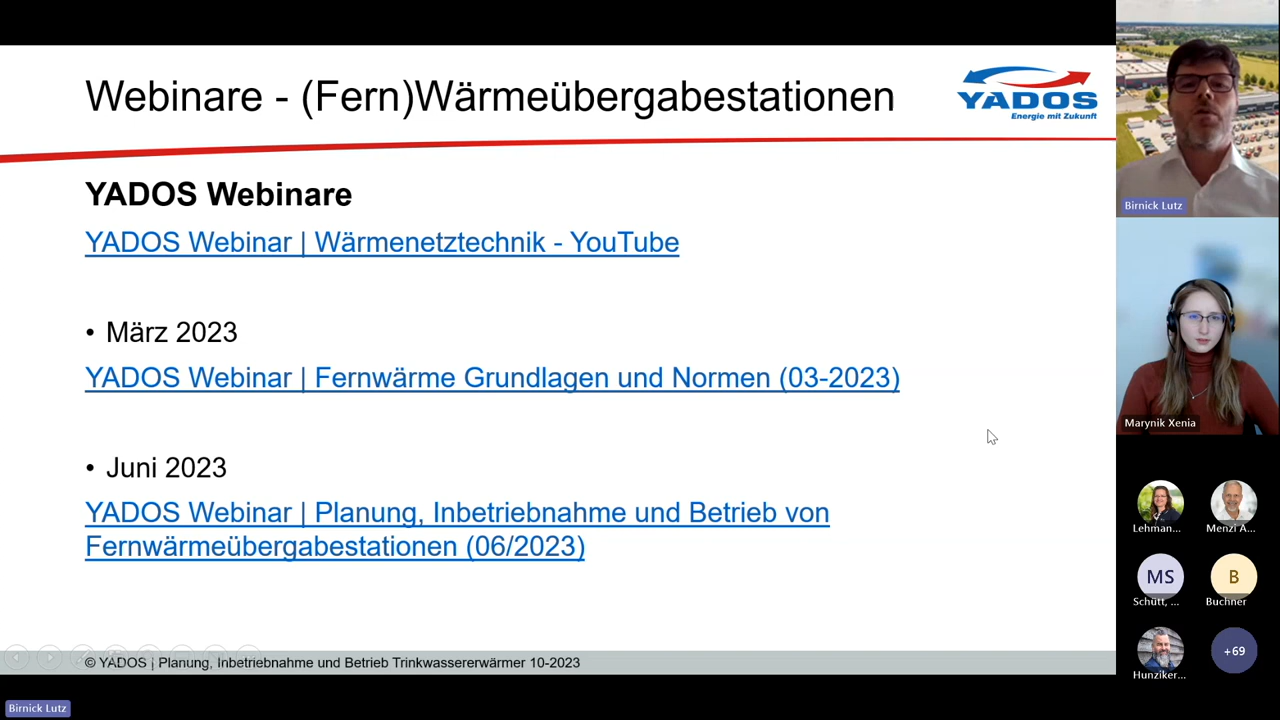 Webinare - (Fern)Wärmeübergabestationen
YADOS
Energie mit Zukunft
YADOS Webinare
YADOS Webinar | Wärmenetztechnik - YouTube
• März 2023
YADOS Webinar | Fernwärme Grundlagen und Normen (03-2023)
• Juni 2023
YADOS Webinar | Planung, Inbetriebnahme und Betrieb von
Fernwärmeübergabestationen (06/2023)
© YADOS | Planung, Inbetriebnahme und Betrieb Trinkwassererwärmer 10-2023
Birnick Lutz
Birnick Lutz
Marynik Xenia
Lehman...
Menzi A...
MS
Schütt, ...
B
Buchner
Hunziker...
+69